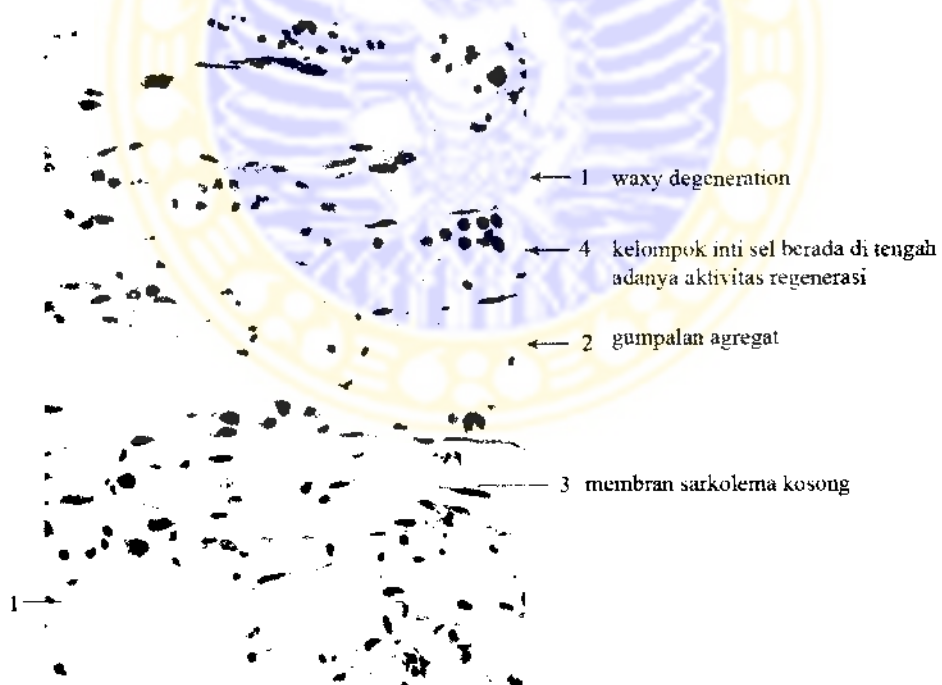 1 waxy degeneration
4 kelompok inti sel berada di tengah
adanya aktivitas regenerasi
2 gumpalan agregat
3 membran sarkolema kosong
1